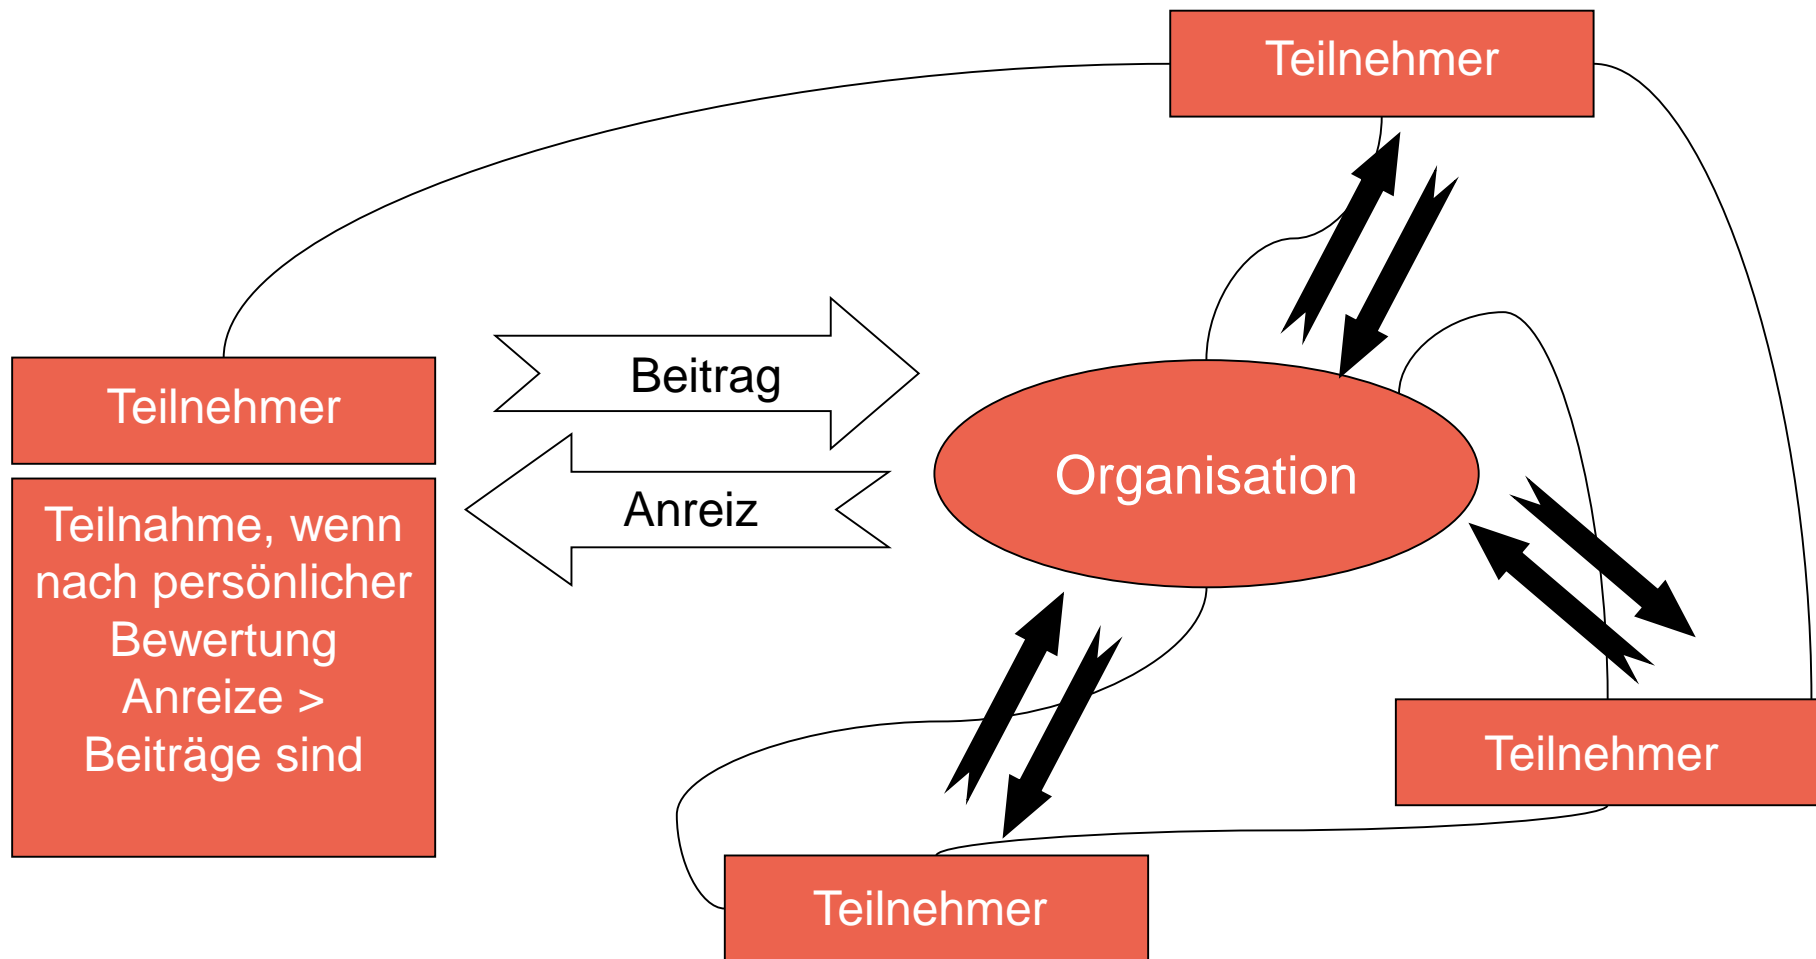 Teilnehmer
Teilnehmer
Beitrag
Anreiz
Organisation
Teilnahme, wenn
nach persönlicher
Bewertung
Anreize >
Beiträge sind
Teilnehmer
Teilnehmer